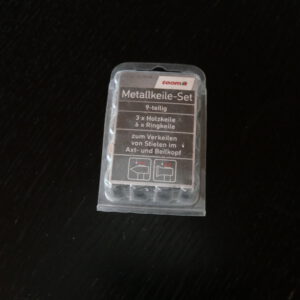 toom
Metallkeile-Set
9-teilig
3 x Holzkeile
6 x Ringkeile
zum Verkeilen
von Stielen im
Axt- und Beilkopf